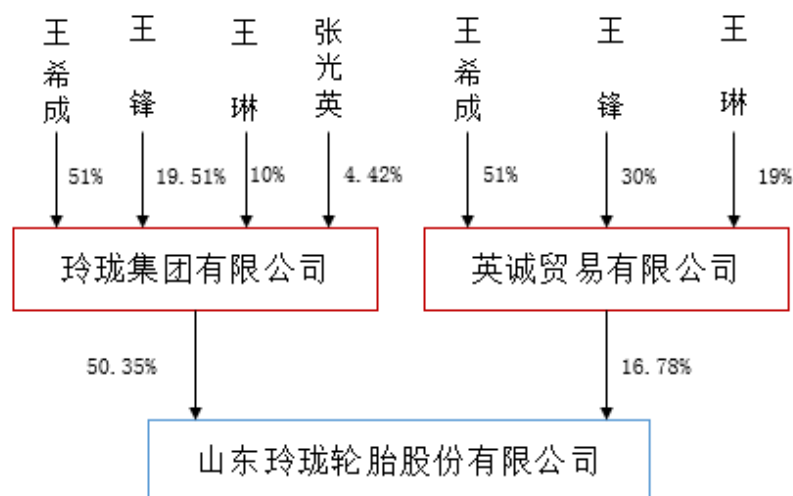 王希成
王锋
王琳
张光英
王希成
王锋
王琳
51%
19.51%
10%
4.42%
51%
30%
19%
玲珑集团有限公司
英诚贸易有限公司
50.35%
16.78%
山东玲珑轮胎股份有限公司